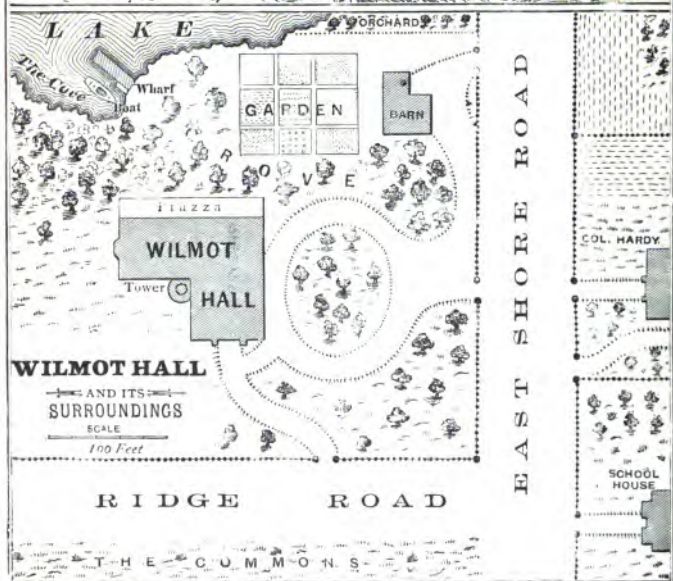 LAKE
ORCHARD
The Cove
Wharf
Boat
GARDEN
BARN
ROVE
EAST SHORE ROAD
Piazza
WILMOT
HALL
Tower
COL. HARDY.
WILMOT HALL
AND ITS
SURROUNDINGS
SCALE
100 Feet
SCHOOL
HOUSE
RIDGE ROAD
THE COMMONS